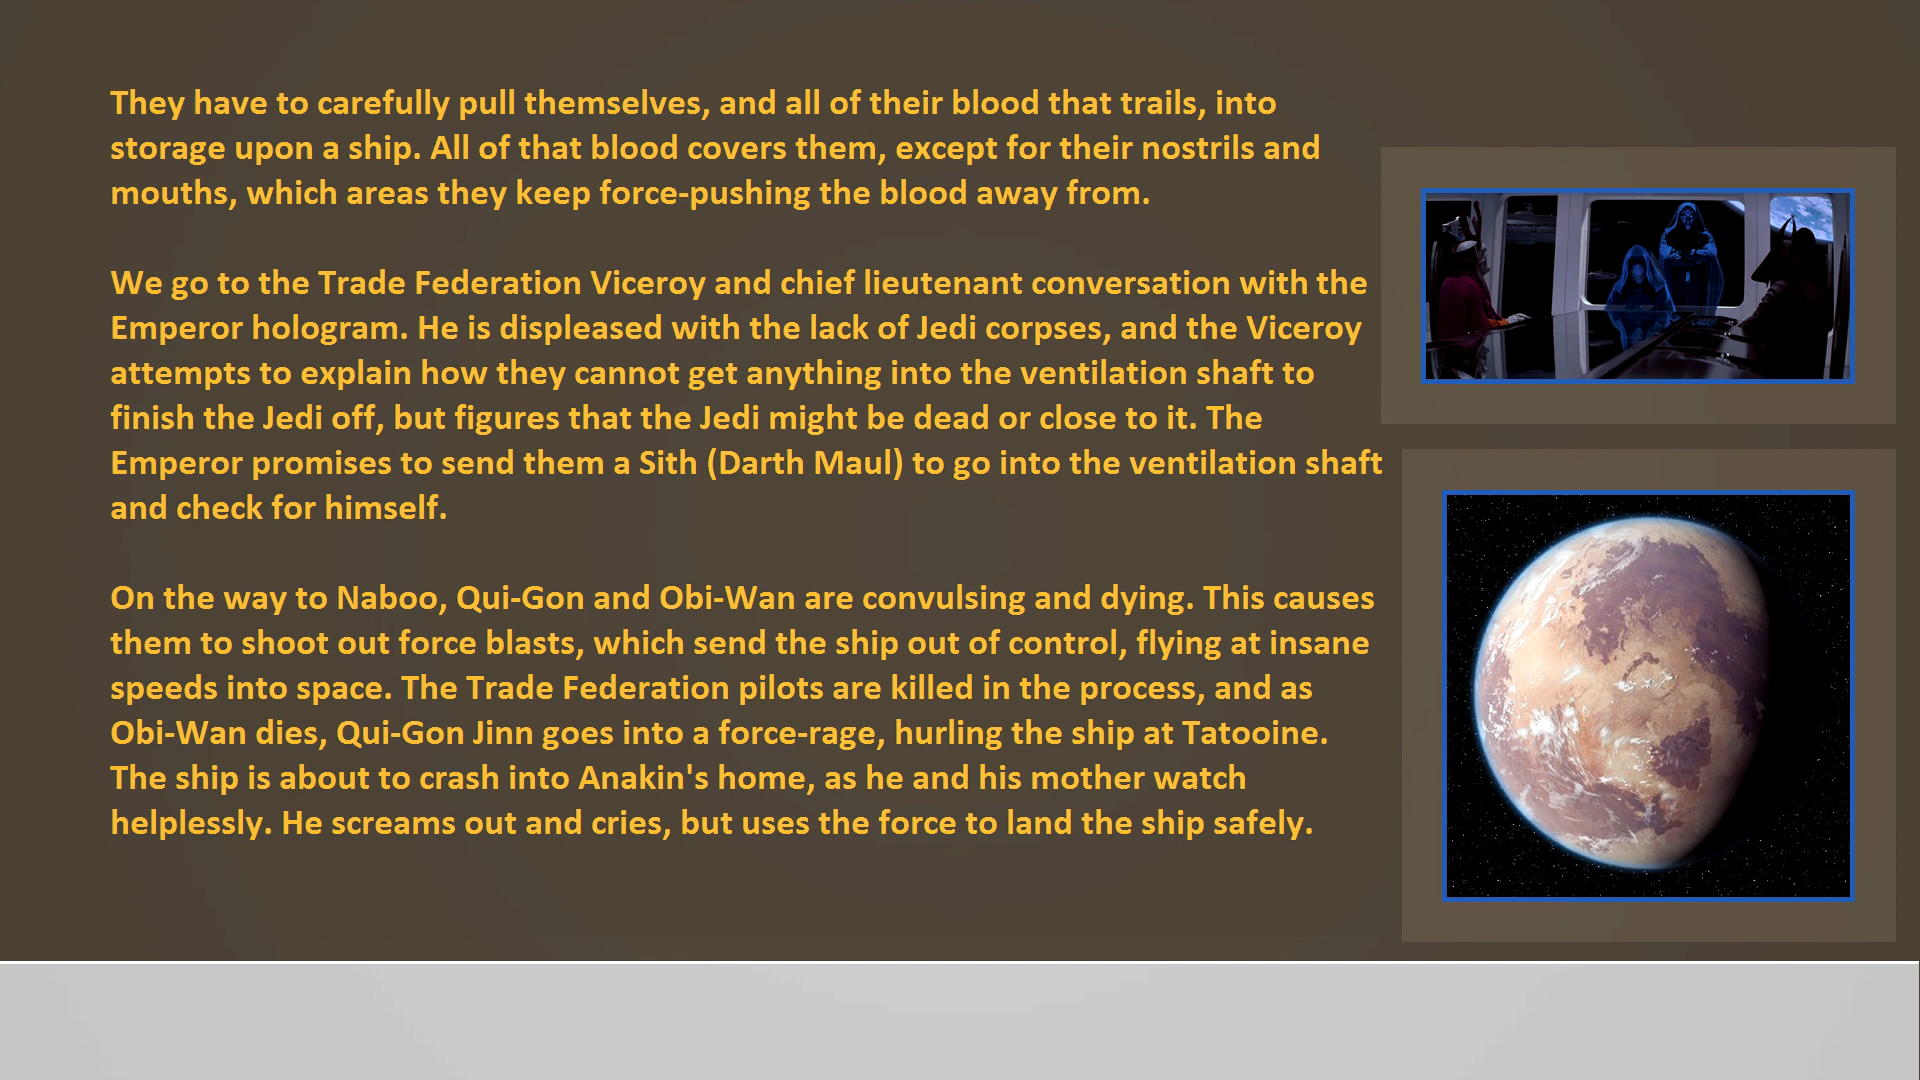 They have to carefully pull themselves, and all of their blood that trails, into
storage upon a ship. All of that blood covers them, except for their nostrils and
mouths, which areas they keep force-pushing the blood away from.
We go to the Trade Federation Viceroy and chief lieutenant conversation with the
Emperor hologram. He is displeased with the lack of Jedi corpses, and the Viceroy
attempts to explain how they cannot get anything into the ventilation shaft to
finish the Jedi off, but figures that the Jedi might be dead or close to it. The
Emperor promises to send them a Sith (Darth Maul) to go into the ventilation shaft
and check for himself.
On the way to Naboo, Qui-Gon and Obi-Wan are convulsing and dying. This causes
them to shoot out force blasts, which send the ship out of control, flying at insane
speeds into space. The Trade Federation pilots are killed in the process, and as
Obi-Wan dies, Qui-Gon Jinn goes into a force-rage, hurling the ship at Tatooine.
The ship is about to crash into Anakin's home, as he and his mother watch
helplessly. He screams out and cries, but uses the force to land the ship safely.